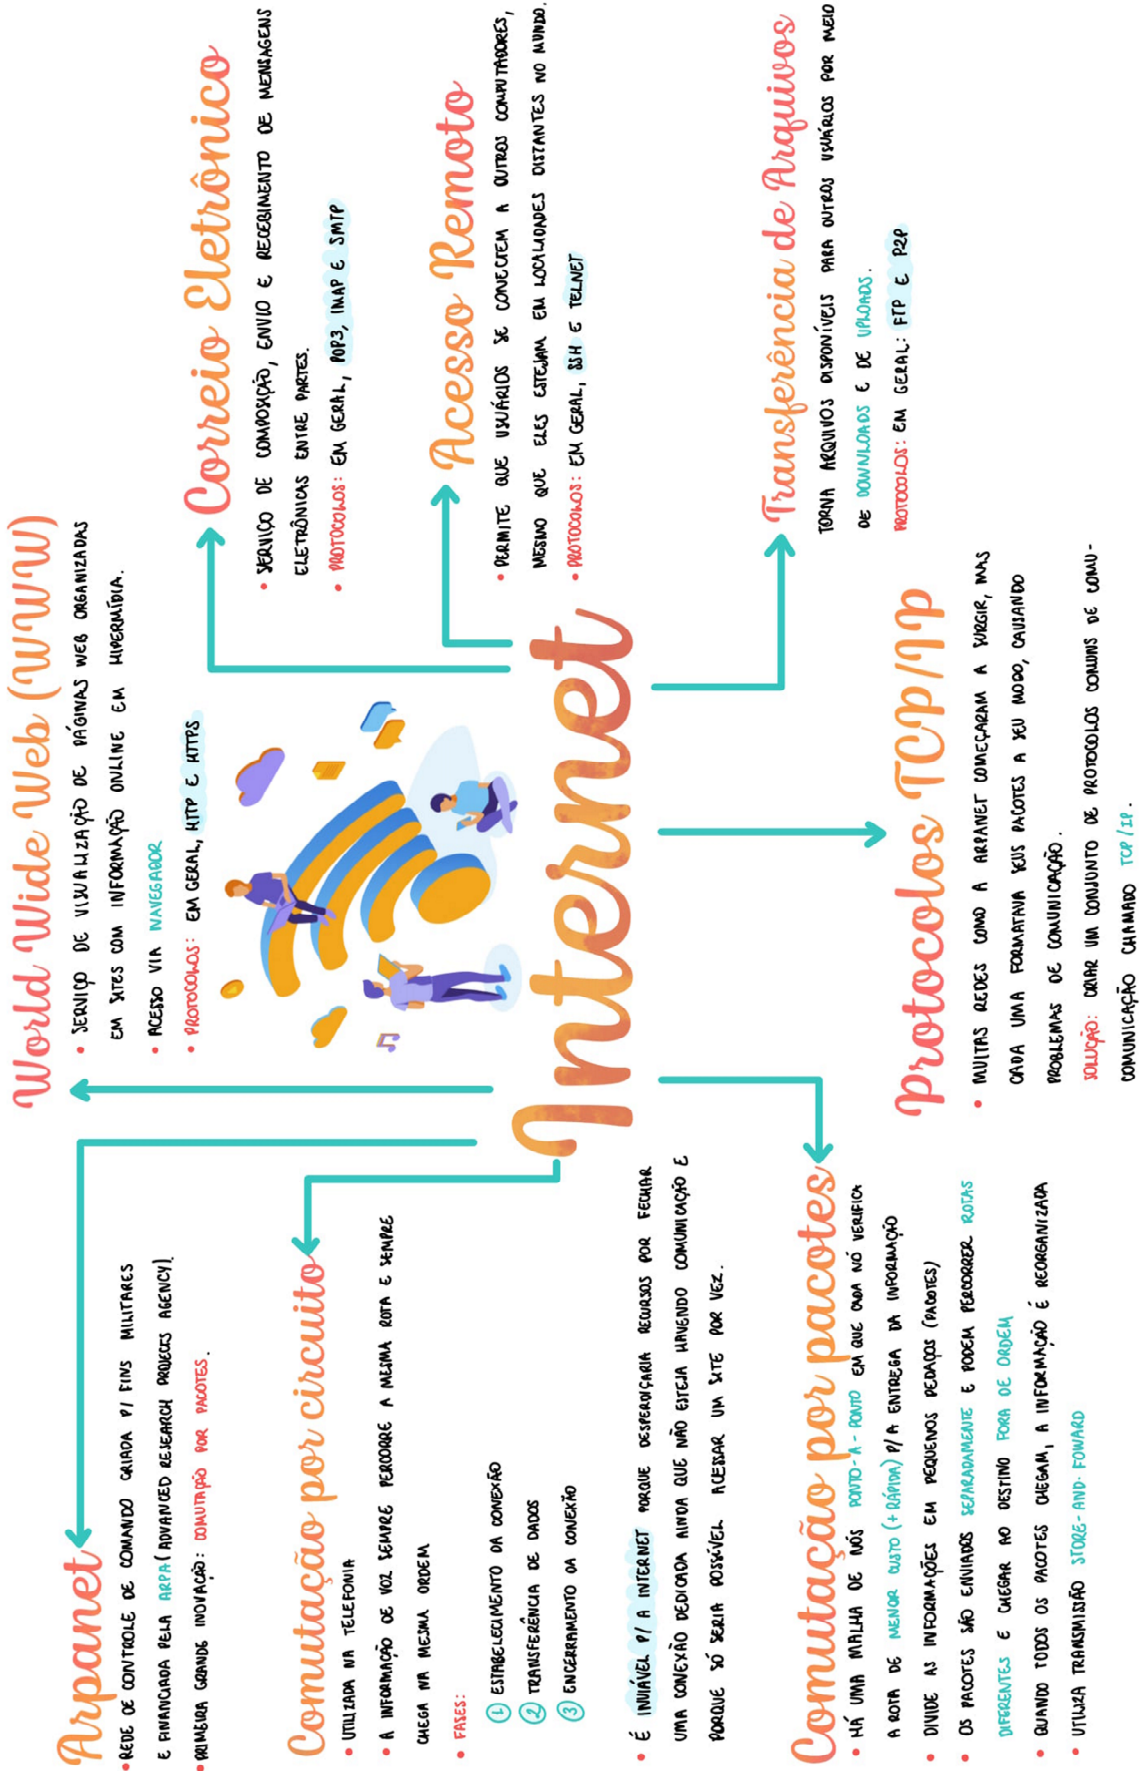 Internet
Arpanet
• REDE DE CONTROLE DE COMANDO CRIADA P/ FINS MILITARES
E FINANCIADA PELA ARPA (ADVANCED RESEARCH PROJECTS AGENCY).
• PRIMEIRA GRANDE INOVAÇÃO: COMUTAÇÃO POR PACOTES.
World Wide Web (WWW)
• SERVIÇO DE VISUALIZAÇÃO DE PÁGINAS WEB ORGANIZADAS
EM SITES COM INFORMAÇÃO ONLINE EM HIPERMÍDIA.
• ACESSO VIA NAVEGADOR
• PROTOCOLOS: EM GERAL, HTTP E HTTPS
Correio Eletrônico
• SERVIÇO DE COMPOSIÇÃO, ENVIO E RECEBIMENTO DE MENSAGENS
ELETRÔNICAS ENTRE PARTES.
• PROTOCOLOS: EM GERAL, POP3, IMAP E SMTP
Comutação por circuito
• UTILIZADA NA TELEFONIA
• A INFORMAÇÃO DE VOZ SEMPRE PERCORRE A MESMA ROTA E SEMPRE
CHEGA NA MESMA ORDEM
• FASES:
1 ESTABELECIMENTO DA CONEXÃO
2 TRANSFERÊNCIA DE DADOS
3 ENCERRAMENTO DA CONEXÃO
• É INVIÁVEL P/ A INTERNET PORQUE DESPERDIÇARIA RECURSOS POR FECHAR
UMA CONEXÃO DEDICADA AINDA QUE NÃO ESTEJA HAVENDO COMUNICAÇÃO E
PORQUE SÓ SERIA POSSÍVEL ACESSAR UM SITE POR VEZ.
Acesso Remoto
• PERMITE QUE USUÁRIOS SE CONECTEM A OUTROS COMPUTADORES,
MESMO QUE ELES ESTEJAM EM LOCALIDADES DISTANTES NO MUNDO.
• PROTOCOLOS: EM GERAL, SSH E TELNET
Comutação por pacotes
• HÁ UMA MALHA DE NÓS PONTO-A-PONTO EM QUE CADA NÓ VERIFICA
A ROTA DE MENOR CUSTO (+ RÁPIDA) P/ A ENTREGA DA INFORMAÇÃO
• DIVIDE AS INFORMAÇÕES EM PEQUENOS PEDAÇOS (PACOTES)
• OS PACOTES SÃO ENVIADOS SEPARADAMENTE E PODEM PERCORRER ROTAS
DIFERENTES E CHEGAR AO DESTINO FORA DE ORDEM
• QUANDO TODOS OS PACOTES CHEGAM, A INFORMAÇÃO É REORGANIZADA
• UTILIZA TRANSMISSÃO STORE-AND-FOWARD
Protocolos TCP/IP
• MUITAS REDES COMO A ARPANET COMEÇARAM A SURGIR, MAS
CADA UMA FORMATAVA SEUS PACOTES A SEU MODO, CAUSANDO
PROBLEMAS DE COMUNICAÇÃO.
SOLUÇÃO: CRIAR UM CONJUNTO DE PROTOCOLOS COMUNS DE COMU-
COMUNICAÇÃO CHAMADO TCP/IP.
Transferência de Arquivos
TORNA ARQUIVOS DISPONÍVEIS PARA OUTROS USUÁRIOS POR MEIO
DE DOWNLOADS E DE UPLOADS.
PROTOCOLOS: EM GERAL: FTP E P2P